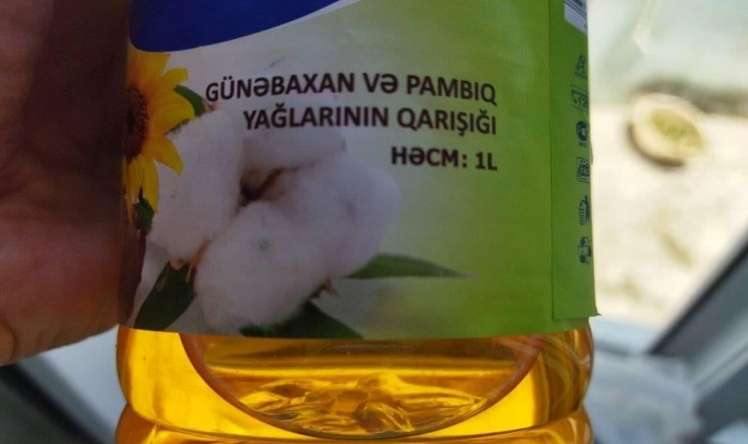 GÜNƏBAXAN VƏ PAMBIQ
YAĞLARININ QARIŞIĞI
HƏCM: 1L